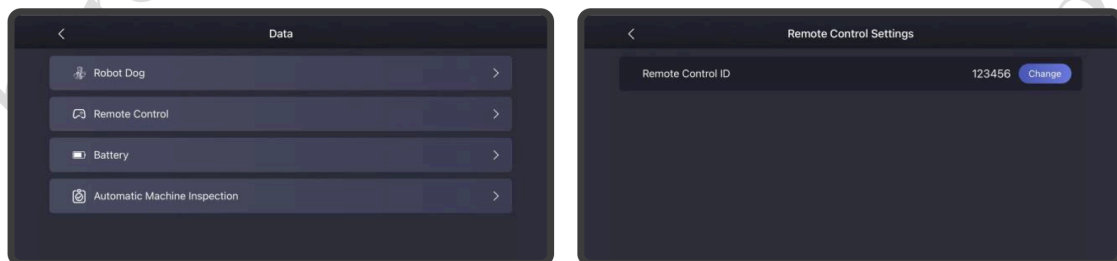 Data
Robot Dog
Remote Control
Battery
Automatic Machine Inspection
Remote Control Settings
Remote Control ID 123456 Change